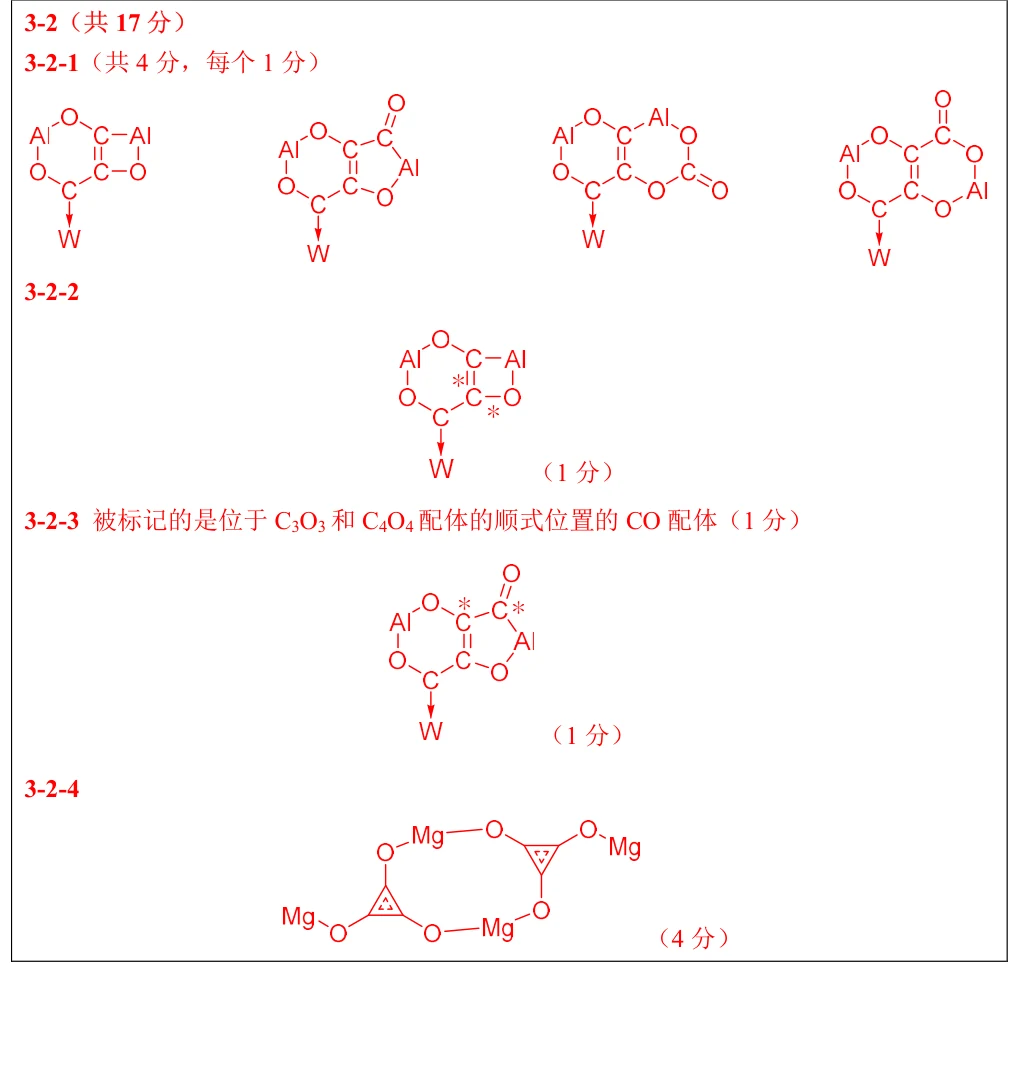 3-2（共 17 分）
3-2-1（共 4 分，每个 1 分）
O Al C Al O C O C W
O O C Al C Al O C O C W
O Al Al C O O C C C O O W
O O C Al C O O C Al C O W
3-2-2
O Al C Al * O C O C * W （1 分）
3-2-3 被标记的是位于 C₃O₃ 和 C₄O₄ 配体的顺式位置的 CO 配体（1 分）
O O * C * Al C Al O C O C W （1 分）
3-2-4
Mg O O Mg O Mg O Mg O O （4 分）